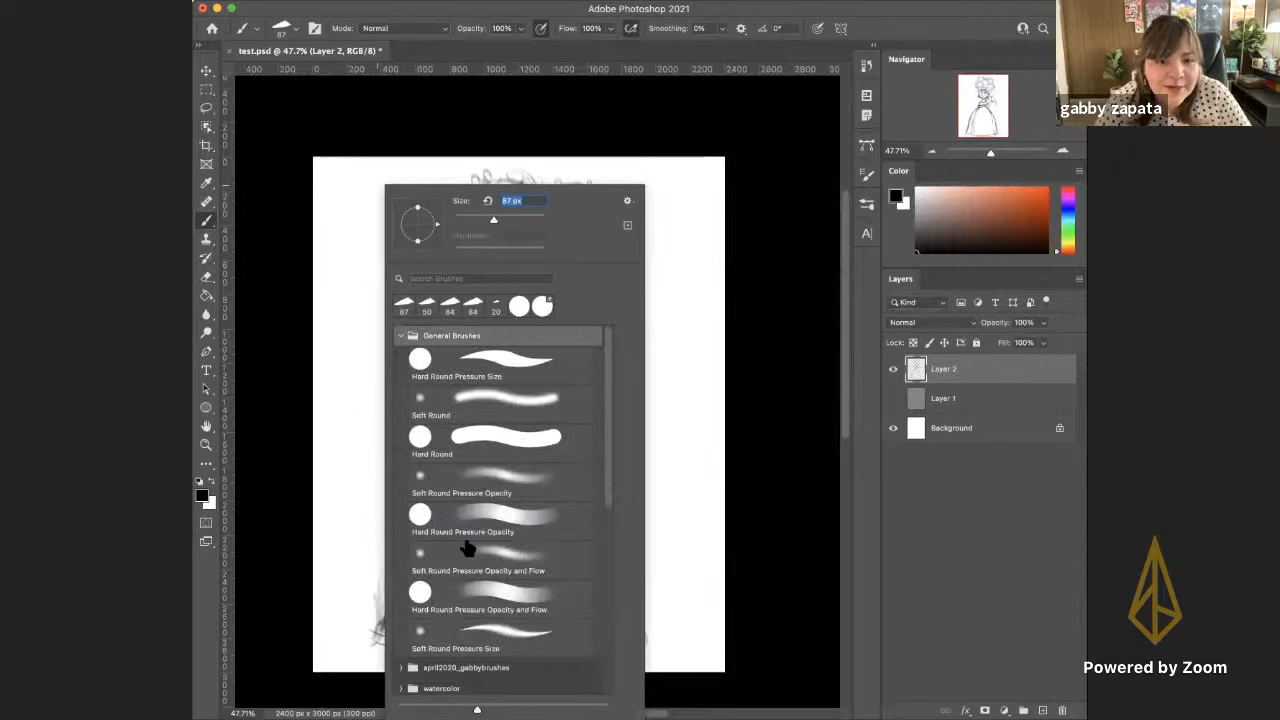 Adobe Photoshop 2021
87
Mode: Normal
Opacity: 100%
Flow: 100%
Smoothing: 0%
0°
test.psd @ 47.7% (Layer 2, RGB/8) *
400 200 0 200 400 600 800 1000 1200 1400 1600 1800 2000 2200 2400 2600 2800 30
Size: 87 px
Hardness:
Search Brushes
87 50 84 84 20
General Brushes
Hard Round Pressure Size
Soft Round
Hard Round
Soft Round Pressure Opacity
Hard Round Pressure Opacity
Soft Round Pressure Opacity and Flow
Hard Round Pressure Opacity and Flow
Soft Round Pressure Size
april2020_gabbybrushes
watercolor
47.71% 2400 px x 3000 px (300 ppi)
Navigator
47.71%
Color
Layers
Kind
Normal Opacity: 100%
Lock: Fill: 100%
Layer 2
Layer 1
Background
gabby zapata
Powered by Zoom